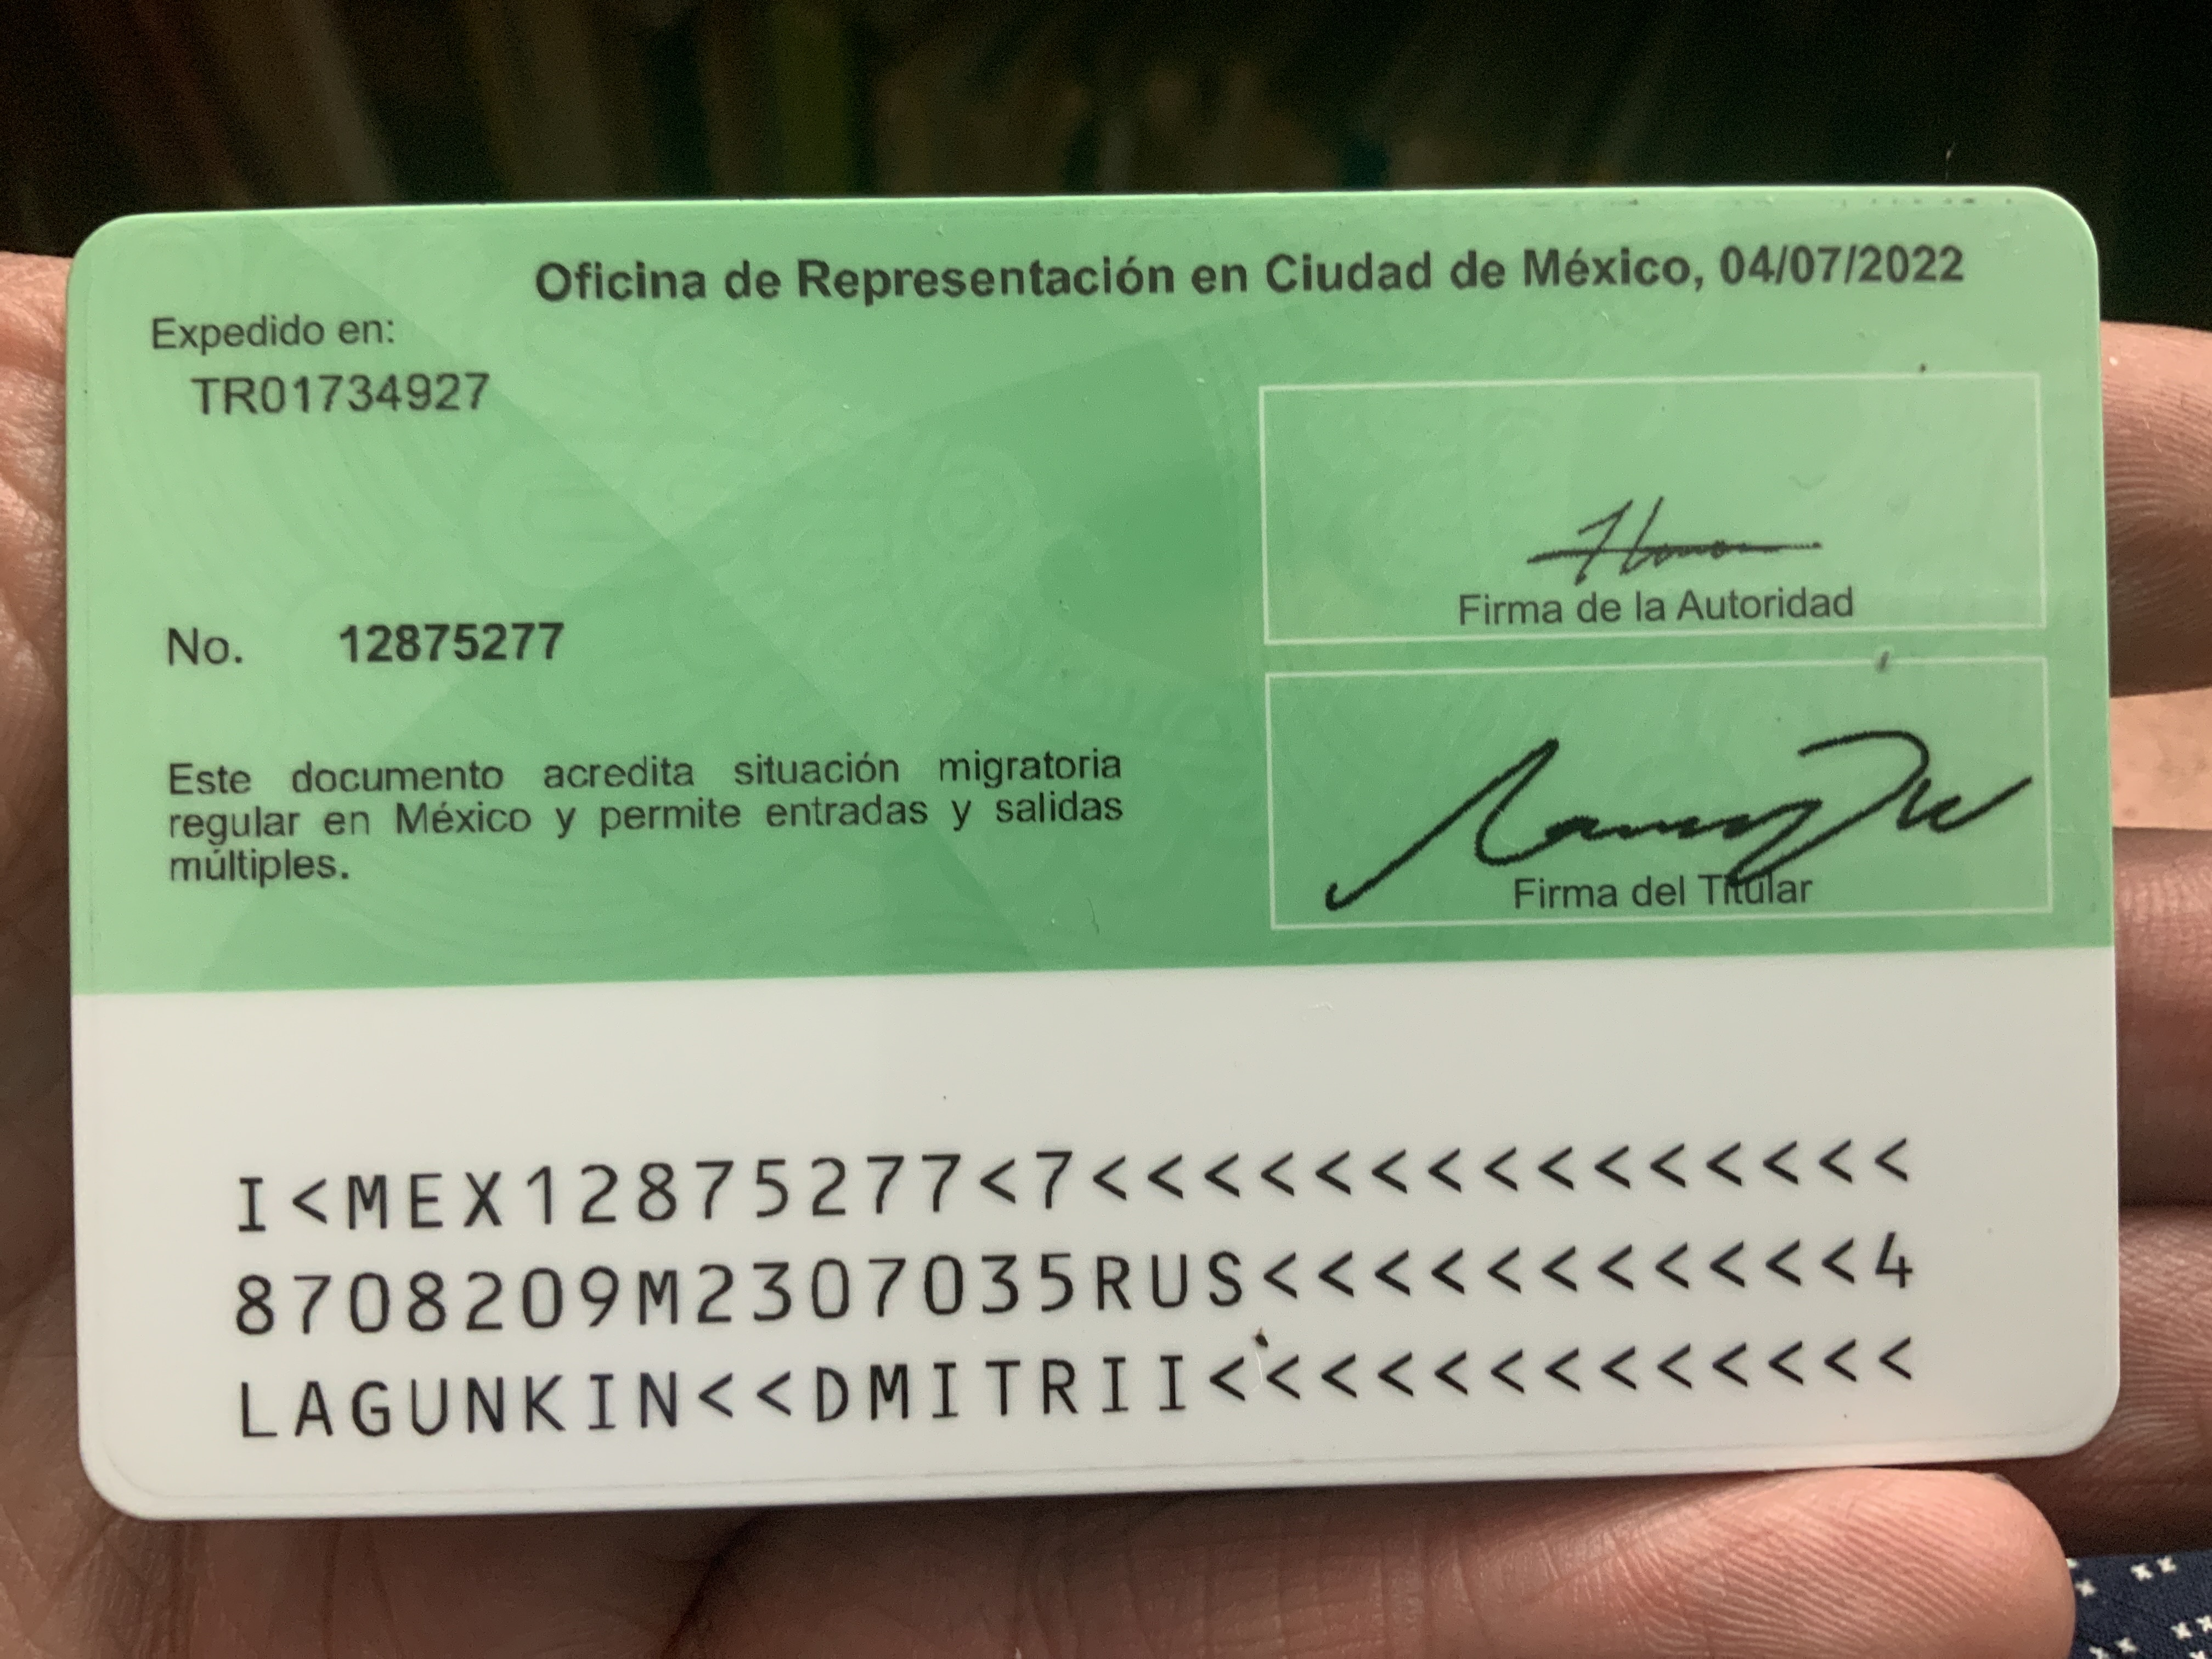 Oficina de Representación en Ciudad de México, 04/07/2022
Expedido en:
TR01734927
Firma de la Autoridad
No. 12875277
Este documento acredita situación migratoria
regular en México y permite entradas y salidas
múltiples.
Firma del Titular
I<MEX12875277<7<<<<<<<<<<<<<<<
8708209M2307035RUS<<<<<<<<<<<4
LAGUNKIN<<DMITRII<<<<<<<<<<<<<